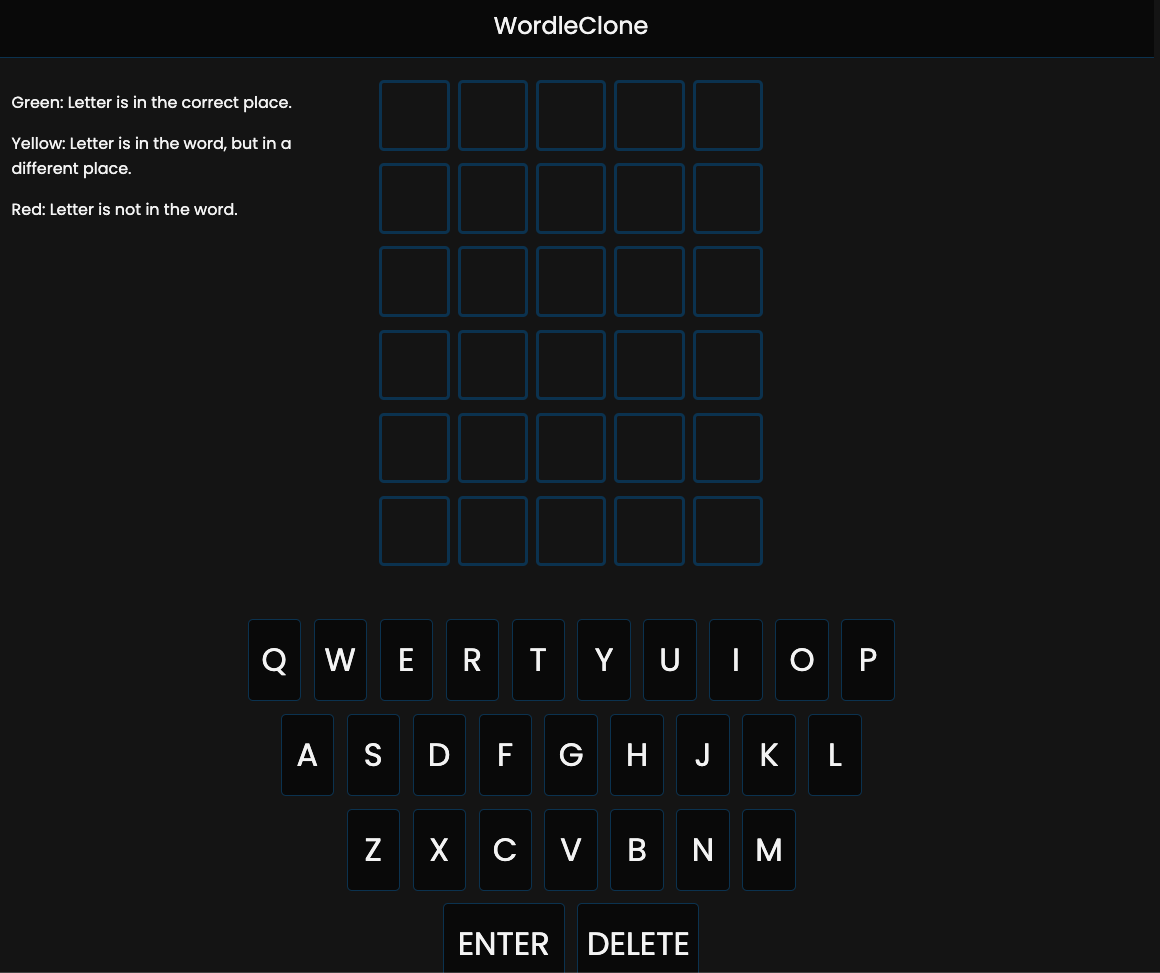 WordleClone
Green: Letter is in the correct place.
Yellow: Letter is in the word, but in a
different place.
Red: Letter is not in the word.
Q W E R T Y U I O P
A S D F G H J K L
Z X C V B N M
ENTER DELETE